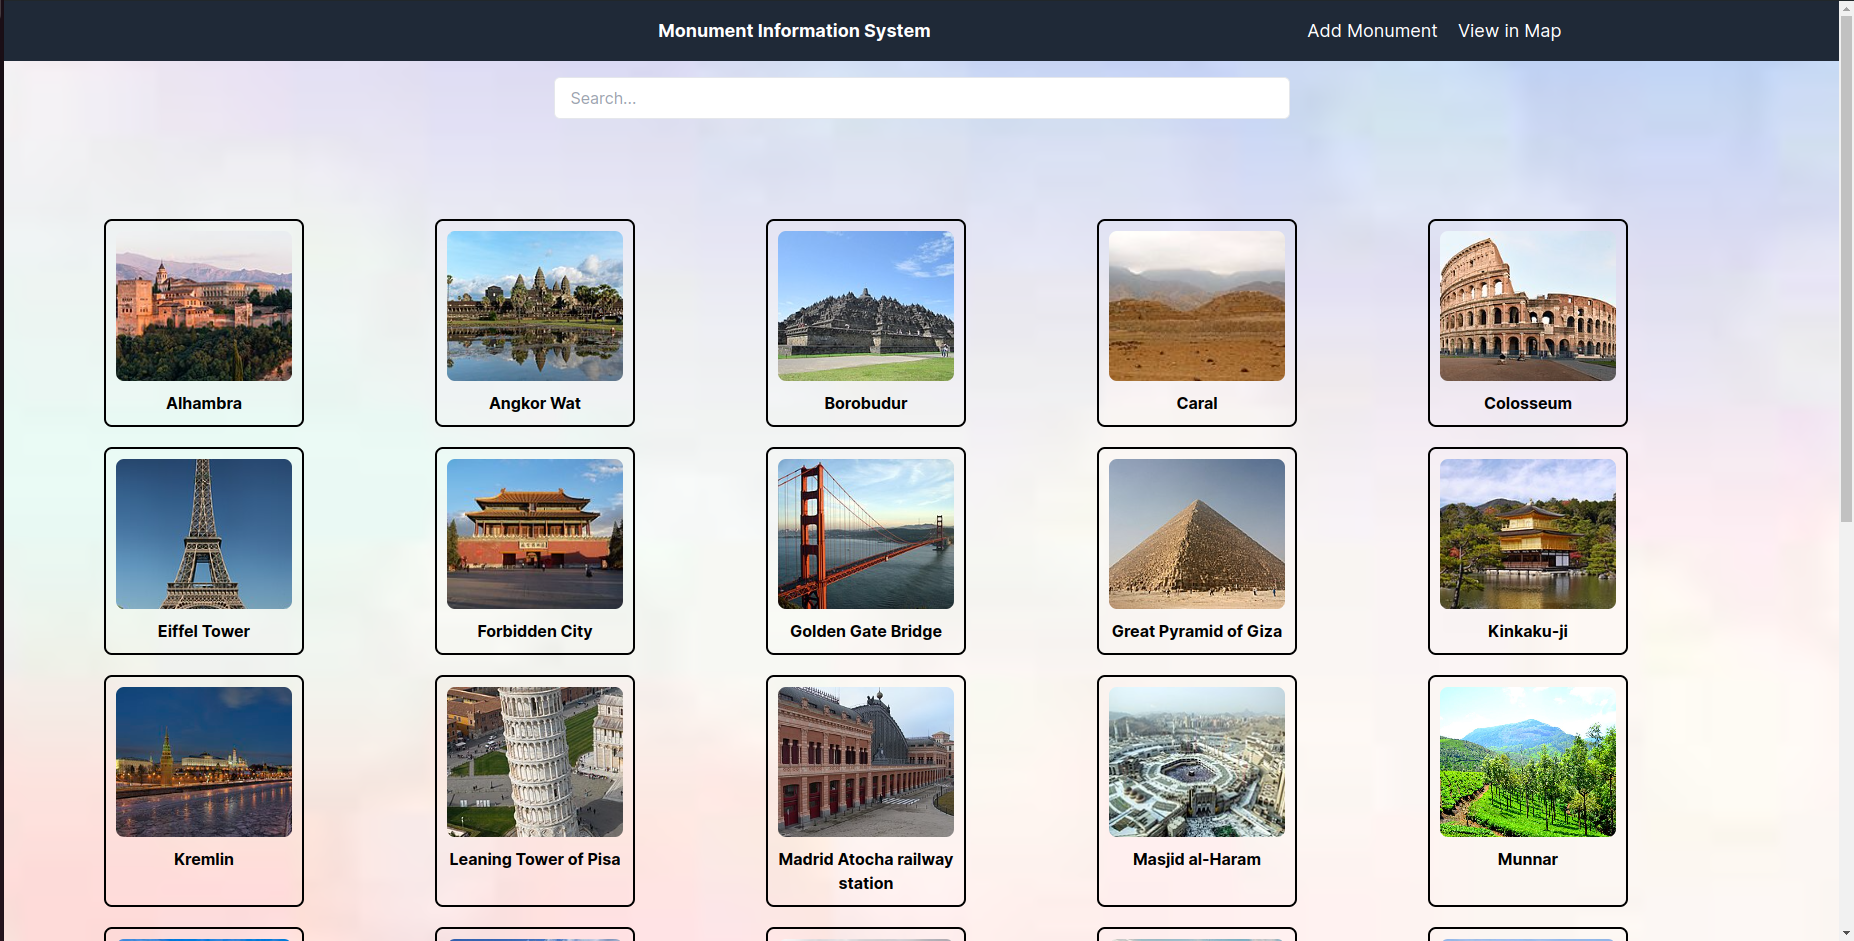 Monument Information System
Add Monument
View in Map
Search...
Alhambra
Angkor Wat
Borobudur
Caral
Colosseum
Eiffel Tower
Forbidden City
Golden Gate Bridge
Great Pyramid of Giza
Kinkaku-ji
Kremlin
Leaning Tower of Pisa
Madrid Atocha railway
station
Masjid al-Haram
Munnar